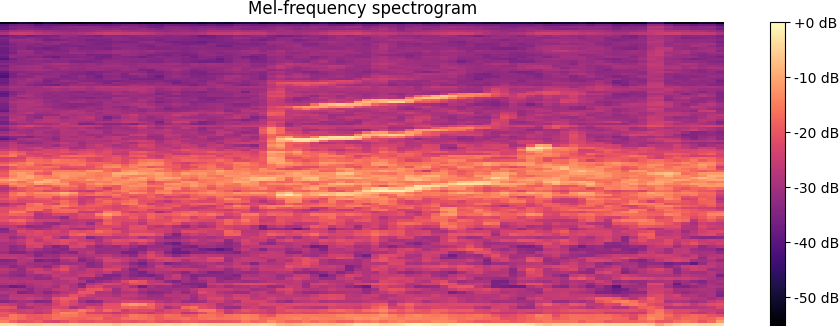 Mel-frequency spectrogram
+0 dB
-10 dB
-20 dB
-30 dB
-40 dB
-50 dB